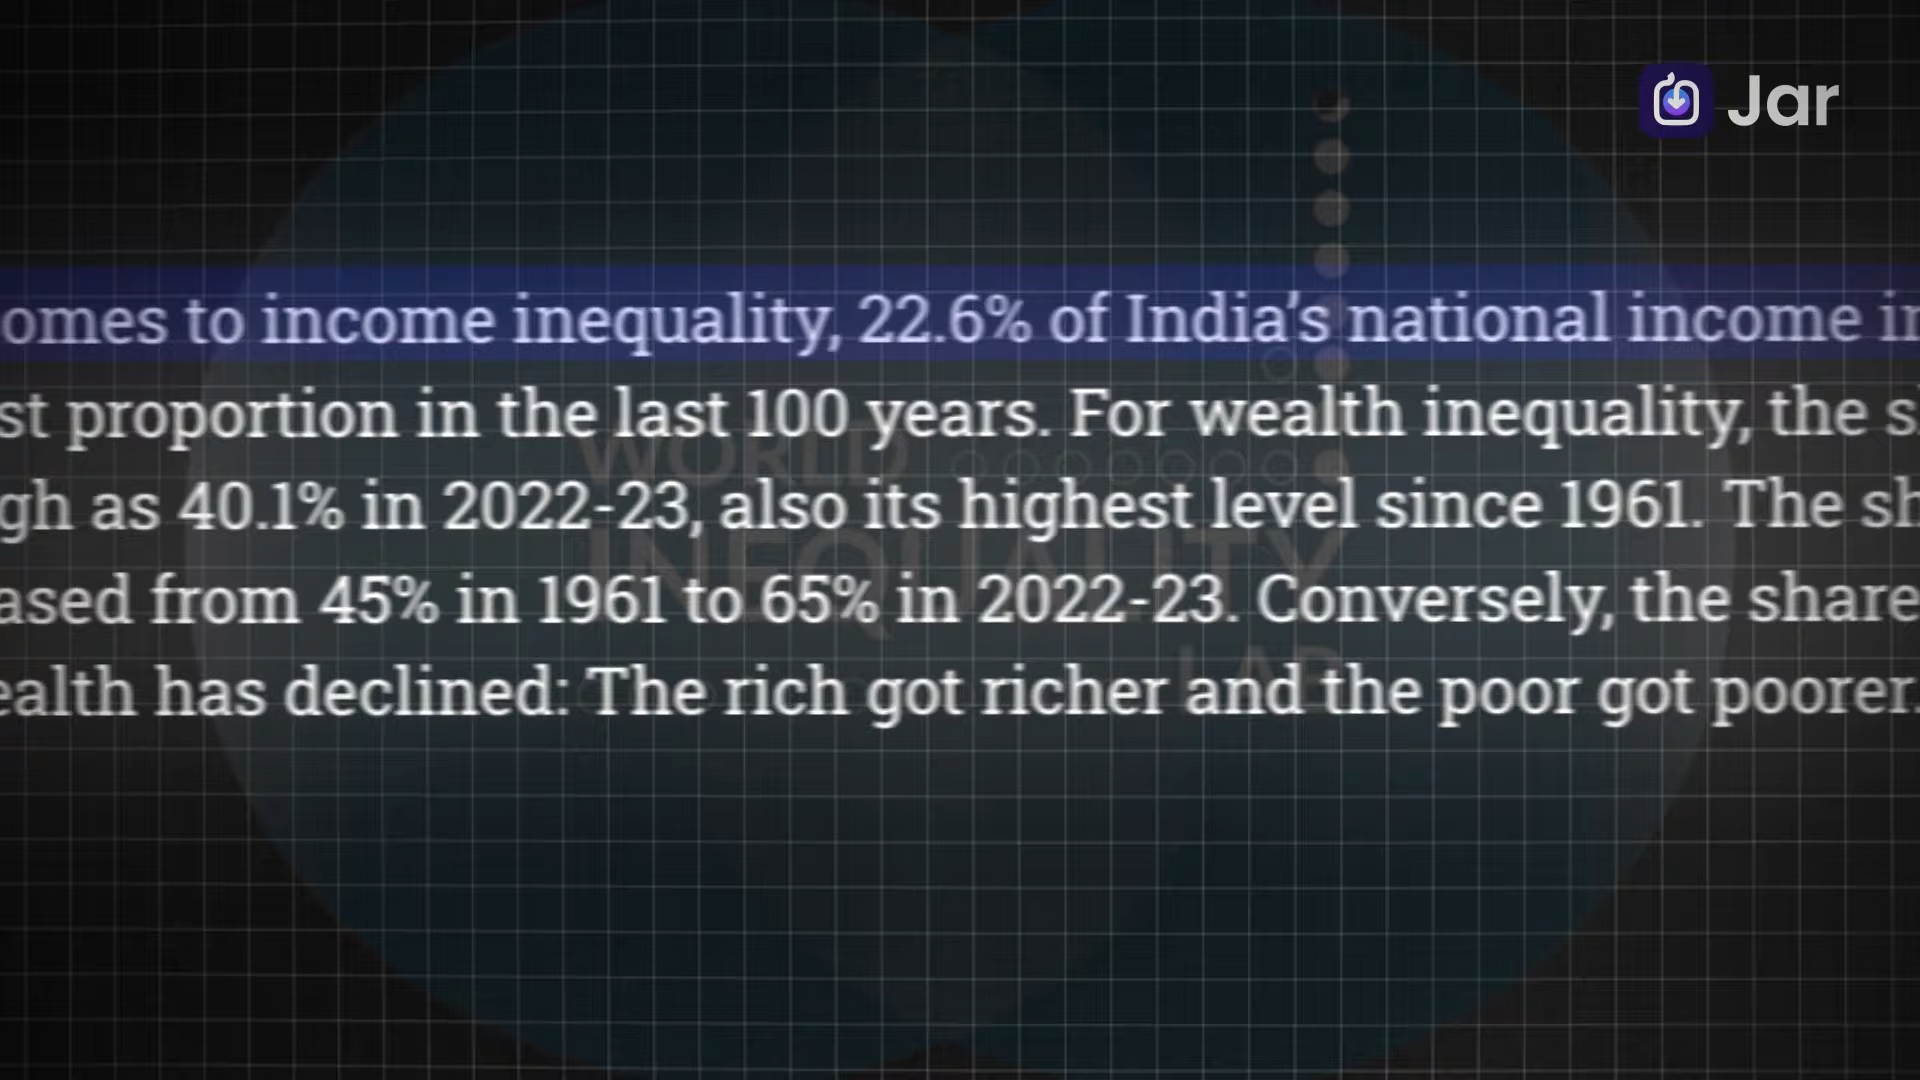 Jar
omes to income inequality, 22.6% of India’s national income in
st proportion in the last 100 years. For wealth inequality, the s
gh as 40.1% in 2022-23, also its highest level since 1961. The sh
ased from 45% in 1961 to 65% in 2022-23. Conversely, the share
ealth has declined: The rich got richer and the poor got poorer.
WORLD
INEQUALITY
LAB